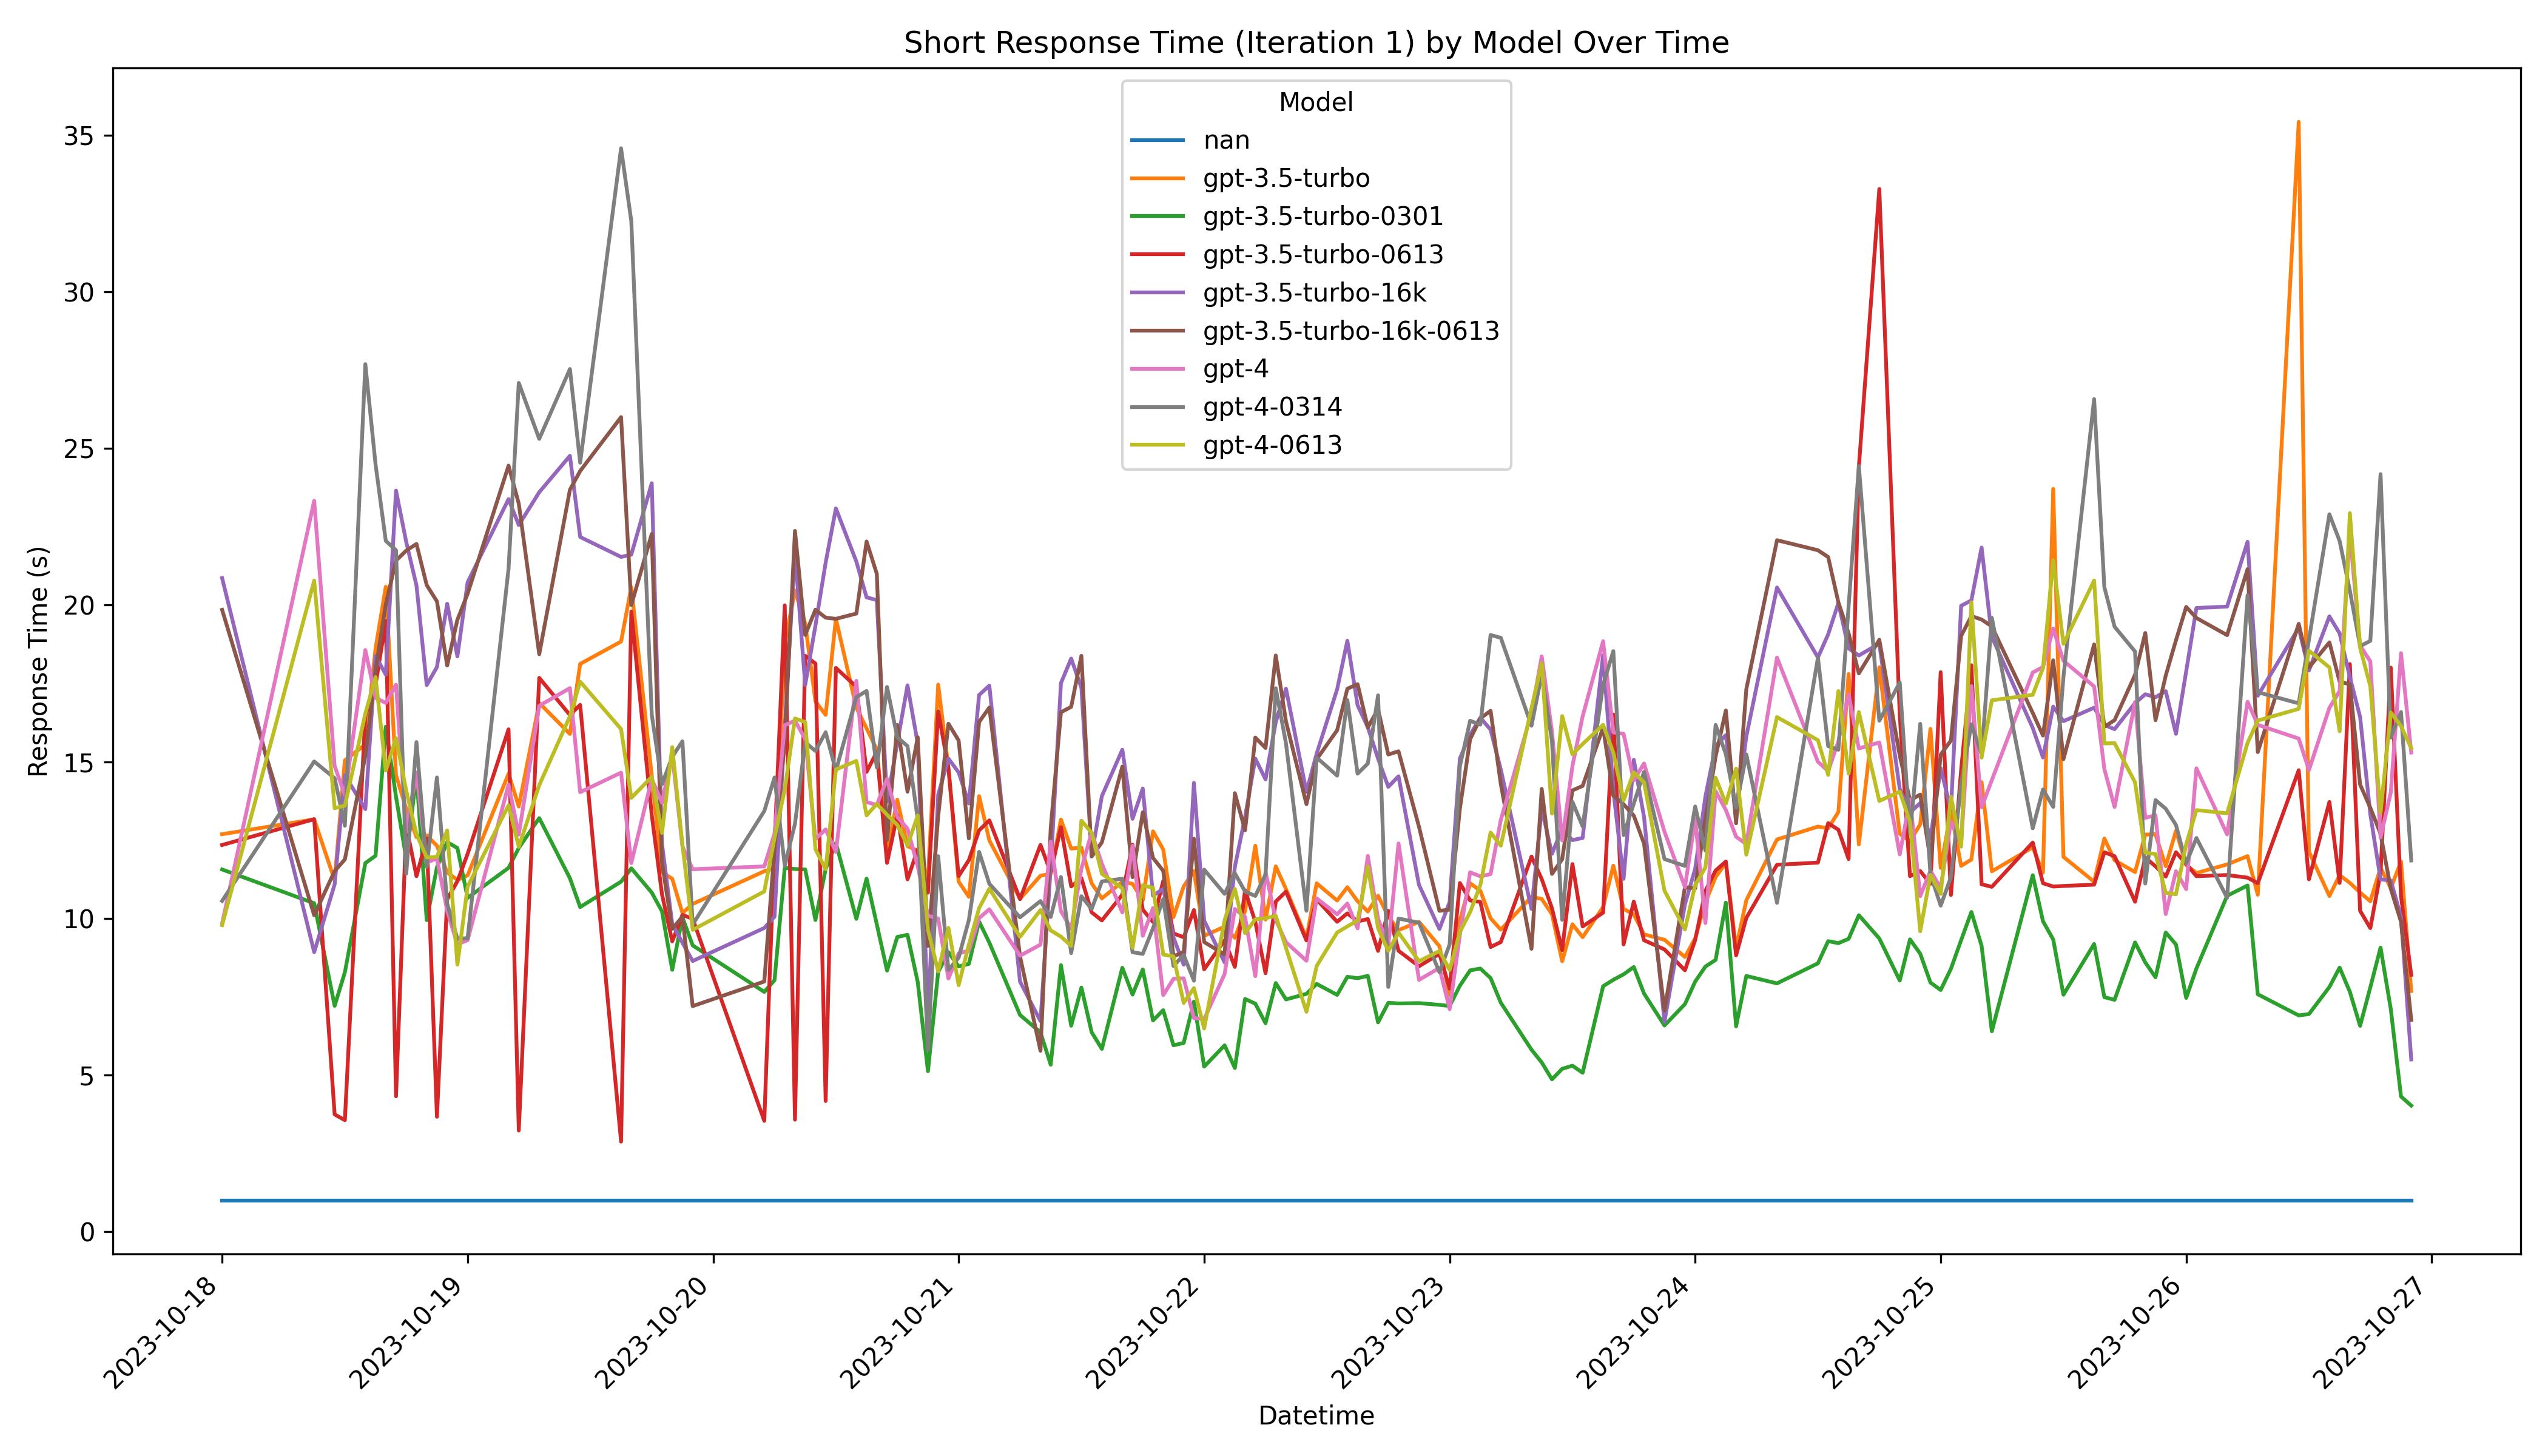 Short Response Time (Iteration 1) by Model Over Time
Model
nan
gpt-3.5-turbo
gpt-3.5-turbo-0301
gpt-3.5-turbo-0613
gpt-3.5-turbo-16k
gpt-3.5-turbo-16k-0613
gpt-4
gpt-4-0314
gpt-4-0613
Response Time (s)
35
30
25
20
15
10
5
0
2023-10-18
2023-10-19
2023-10-20
2023-10-21
2023-10-22
2023-10-23
2023-10-24
2023-10-25
2023-10-26
2023-10-27
Datetime